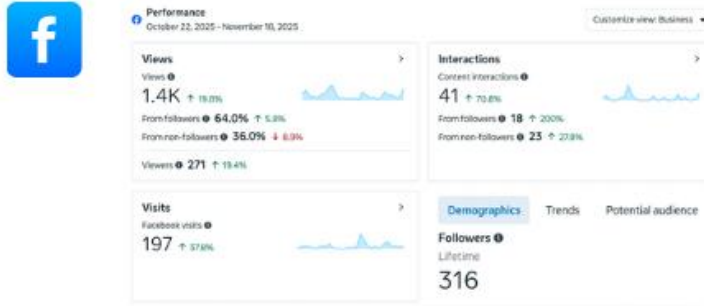 Performance
October 22, 2025 - November 18, 2025
Customize view: Business
Views
Views
1.4K ↑ 19.0%
From followers 64.0% ↑ 5.8%
From non-followers 36.0% ↓ 8.9%
Viewers 271 ↑ 19.4%
Interactions
Content interactions
41 ↑ 70.8%
From followers 18 ↑ 200%
From non-followers 23 ↑ 27.8%
Visits
Facebook visits
197 ↑ 57.6%
Demographics Trends Potential audience
Followers
Lifetime
316